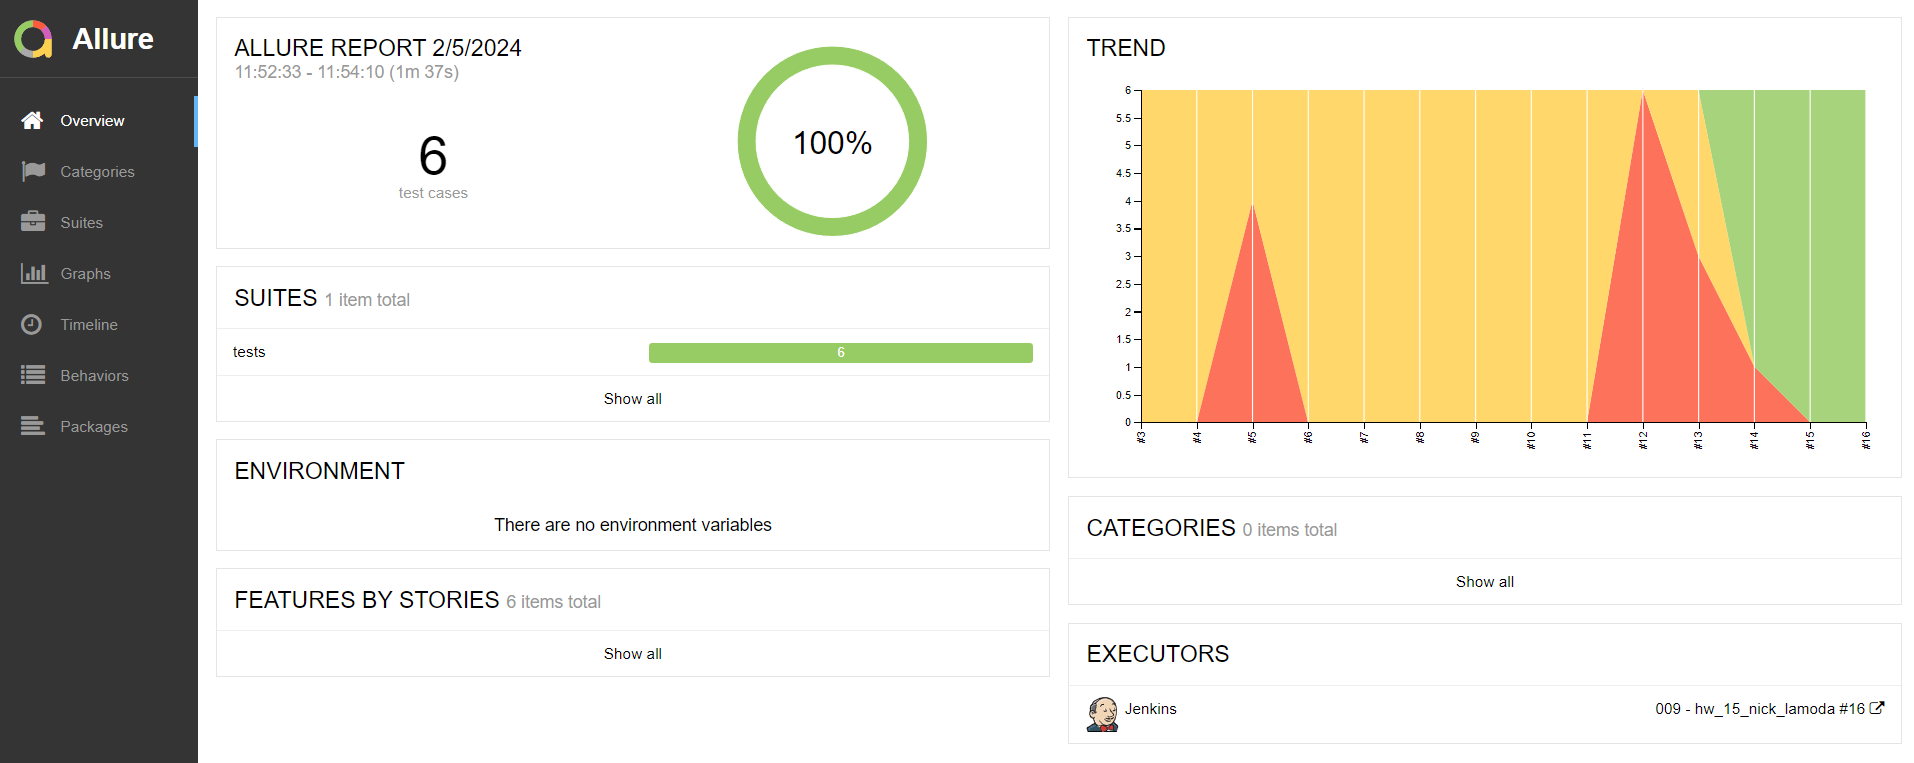 Allure
Overview
Categories
Suites
Graphs
Timeline
Behaviors
Packages
ALLURE REPORT 2/5/2024
11:52:33 - 11:54:10 (1m 37s)
6
test cases
100%
SUITES 1 item total
tests 6
Show all
ENVIRONMENT
There are no environment variables
FEATURES BY STORIES 6 items total
Show all
TREND
6
5.5
5
4.5
4
3.5
3
2.5
2
1.5
1
0.5
0
#3 #4 #5 #6 #7 #8 #9 #10 #11 #12 #13 #14 #15 #16
CATEGORIES 0 items total
Show all
EXECUTORS
Jenkins 009 - hw_15_nick_lamoda #16